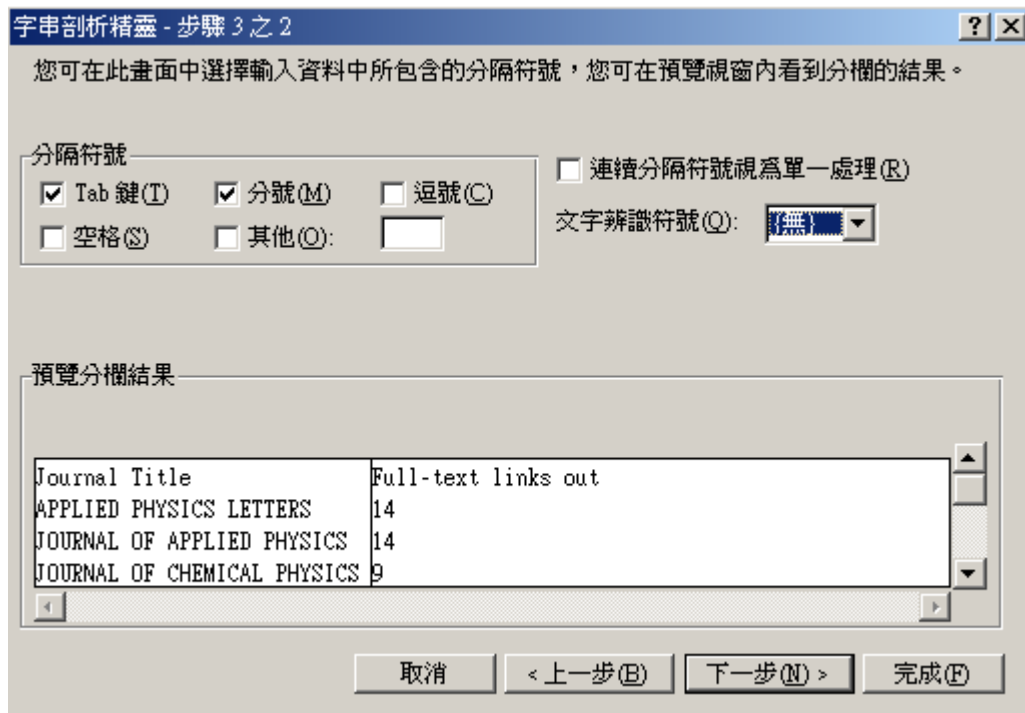 字串剖析精靈 - 步驟 3 之 2
您可在此畫面中選擇輸入資料中所包含的分隔符號，您可在預覽視窗內看到分欄的結果。
分隔符號
Tab 鍵(T) 分號(M) 逗號(C)
空格(S) 其他(O):
連續分隔符號視爲單一處理(R)
文字辨識符號(Q): {無}
預覽分欄結果
Journal Title Full-text links out
APPLIED PHYSICS LETTERS 14
JOURNAL OF APPLIED PHYSICS 14
JOURNAL OF CHEMICAL PHYSICS 9
取消 <上一步(B) 下一步(N)> 完成(F)